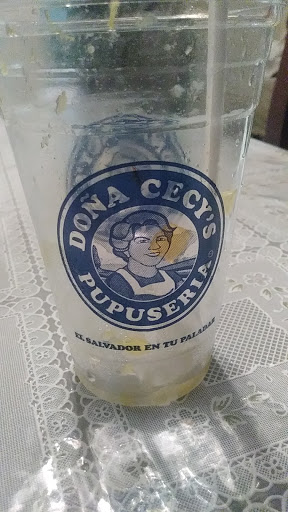 DOÑA CECY'S
PUPUSERIA
EL SALVADOR EN TU PALADAR